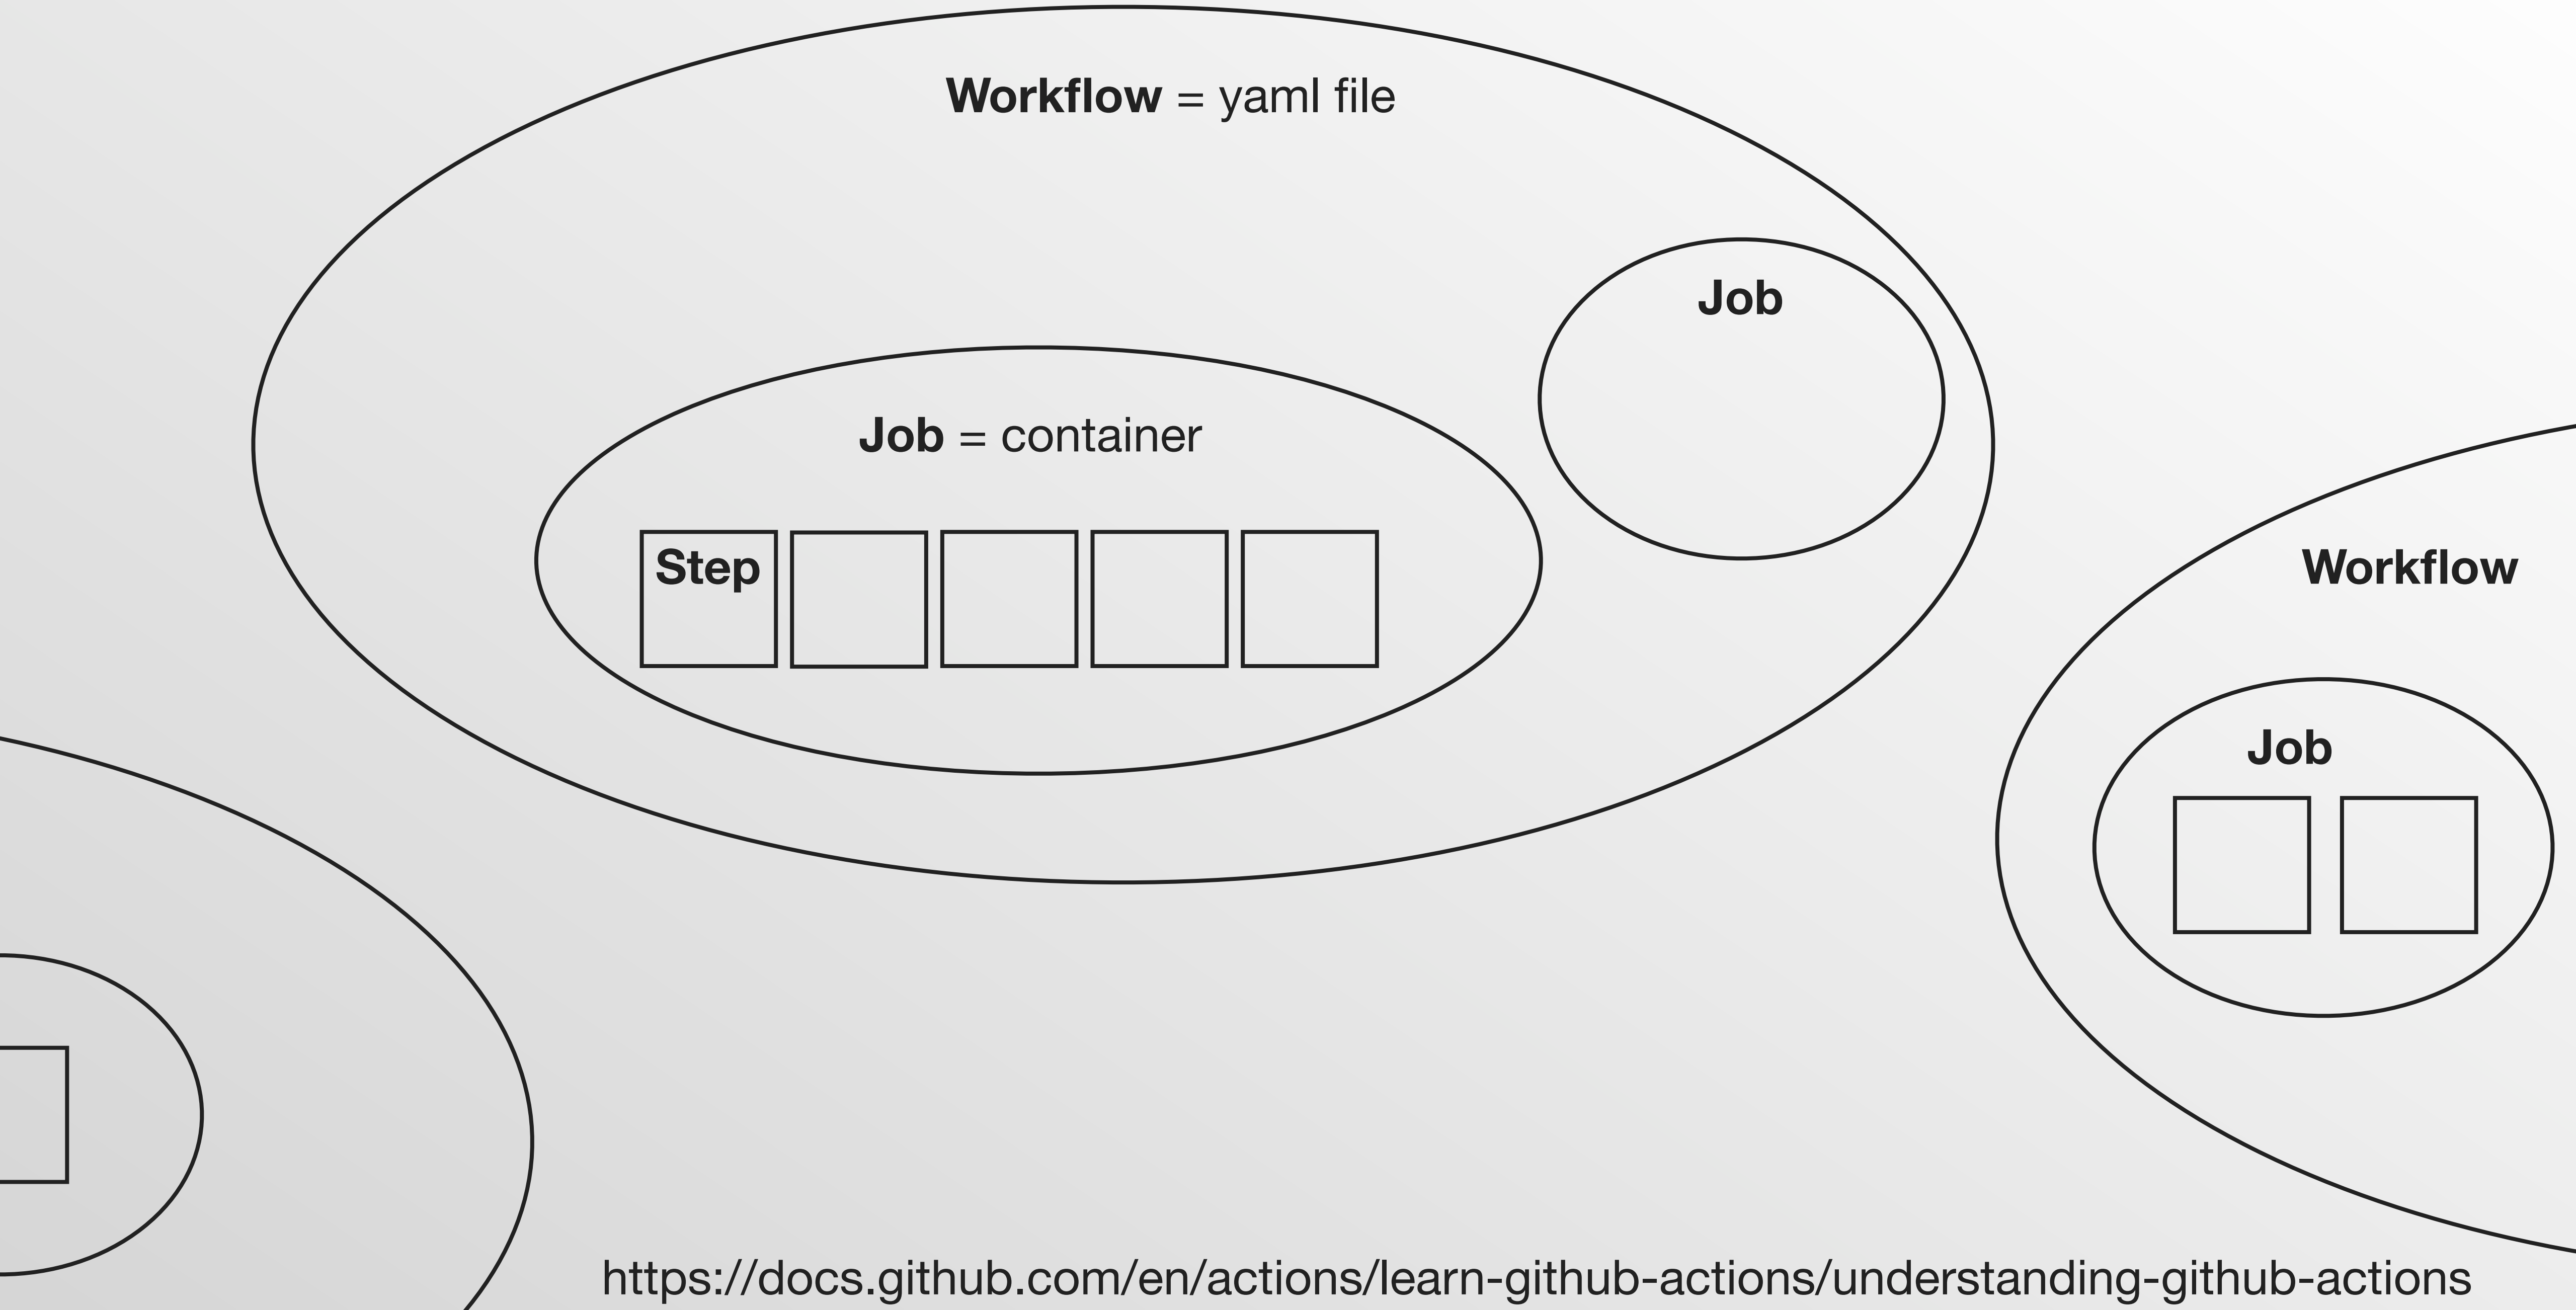 Workflow = yaml file
Job
Job = container
Step
Workflow
Job
https://docs.github.com/en/actions/learn-github-actions/understanding-github-actions